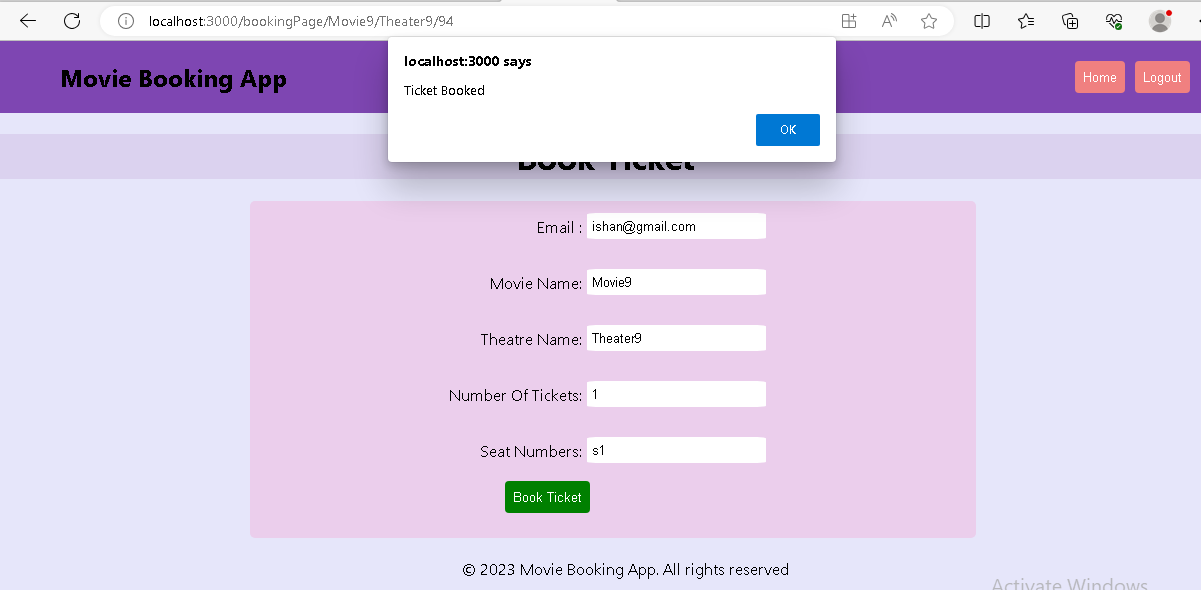 localhost:3000/bookingPage/Movie9/Theater9/94
localhost:3000 says
Ticket Booked
OK
Movie Booking App
Home
Logout
Book Ticket
Email :
ishan@gmail.com
Movie Name:
Movie9
Theatre Name:
Theater9
Number Of Tickets:
1
Seat Numbers:
s1
Book Ticket
© 2023 Movie Booking App. All rights reserved
Activate Windows